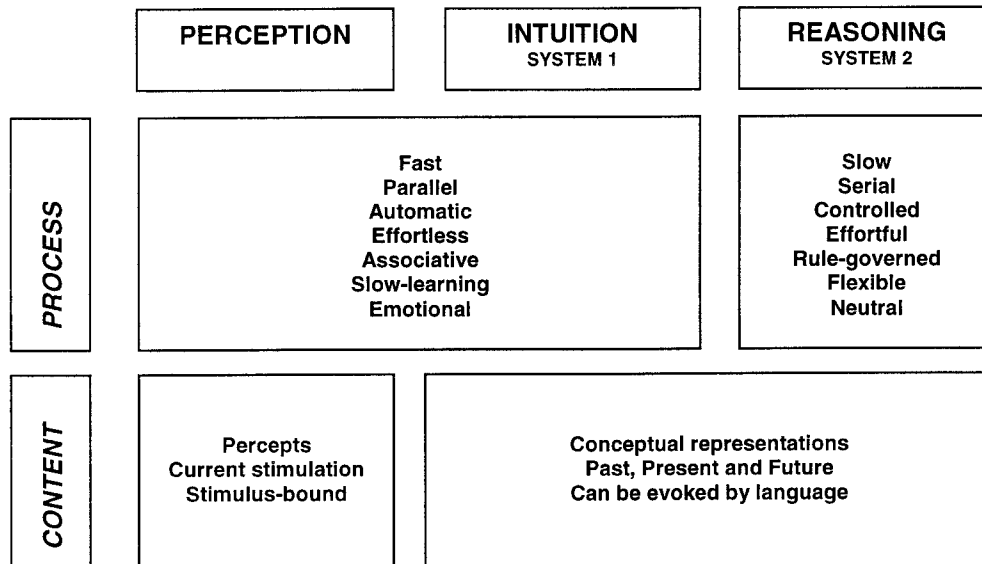 PERCEPTION
INTUITION
SYSTEM 1
REASONING
SYSTEM 2
PROCESS
Fast
Parallel
Automatic
Effortless
Associative
Slow-learning
Emotional
Slow
Serial
Controlled
Effortful
Rule-governed
Flexible
Neutral
CONTENT
Percepts
Current stimulation
Stimulus-bound
Conceptual representations
Past, Present and Future
Can be evoked by language